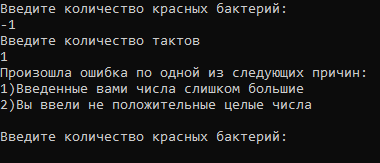 Введите количество красных бактерий:
-1
Введите количество тактов
1
Произошла ошибка по одной из следующих причин:
1)Введенные вами числа слишком большие
2)Вы ввели не положительные целые числа
Введите количество красных бактерий: